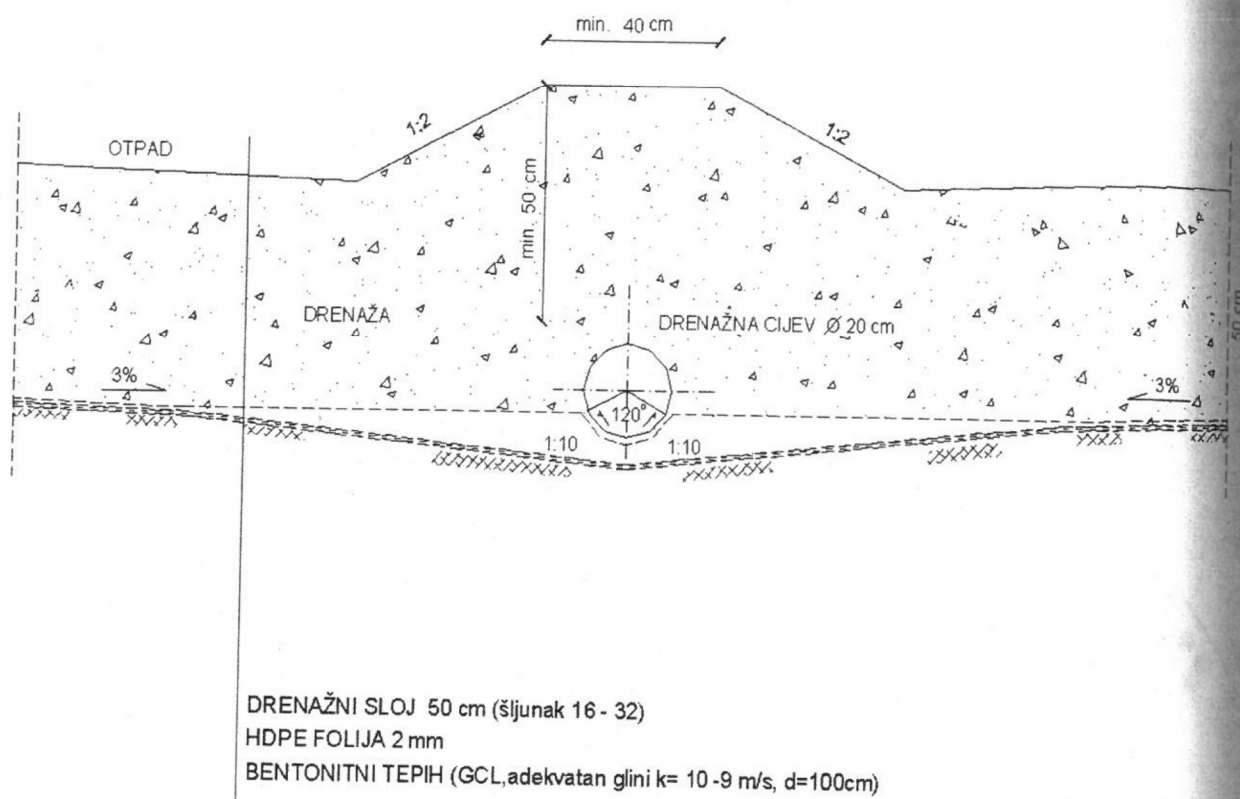 min. 40 cm
1:2
1:2
OTPAD
min. 50 cm
DRENAŽA
DRENAŽNA CIJEV Ø 20 cm
50 cm
3%
3%
120°
1:10
1:10
DRENAŽNI SLOJ 50 cm (šljunak 16 - 32)
HDPE FOLIJA 2 mm
BENTONITNI TEPIH (GCL,adekvatan glini k= 10 -9 m/s, d=100cm)